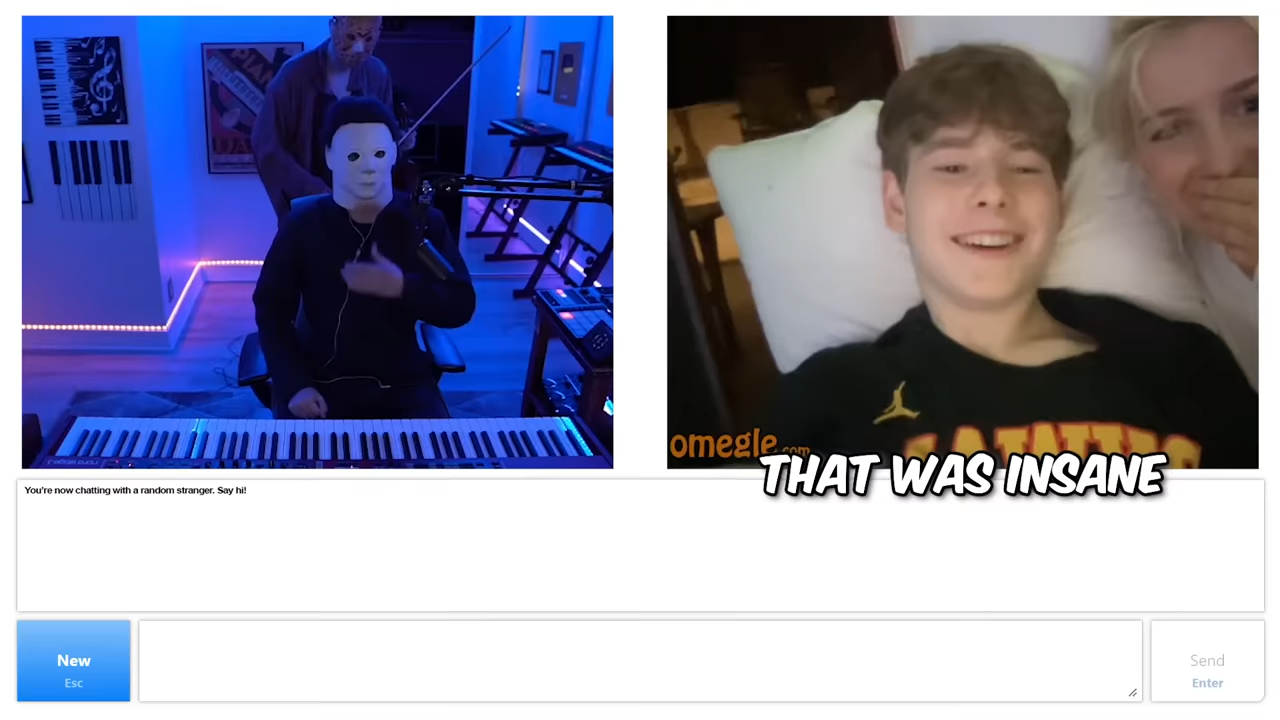 omegle.com
THAT WAS INSANE
You're now chatting with a random stranger. Say hi!
New
Esc
Send
Enter